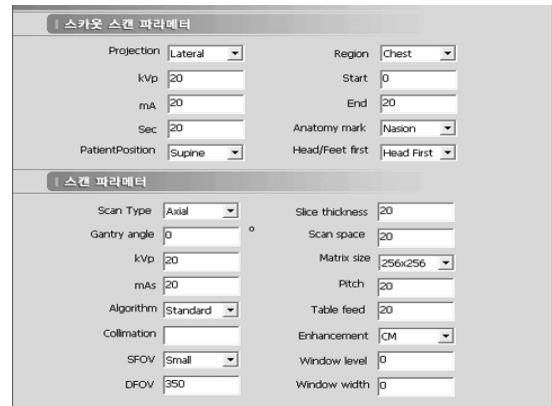 스카웃 스캔 파라메터
Projection Lateral Region Chest
kVp 20 Start 0
mA 20 End 20
Sec 20 Anatomy mark Nasion
PatientPosition Supine Head/Feet first Head First
스캔 파라메터
Scan Type Axial Slice thickness 20
Gantry angle 0 ° Scan space 20
kVp 20 Matrix size 256x256
mAs 20 Pitch 20
Algorithm Standard Table feed 20
Collimation Enhancement CM
SFOV Small Window level 0
DFOV 350 Window width 0